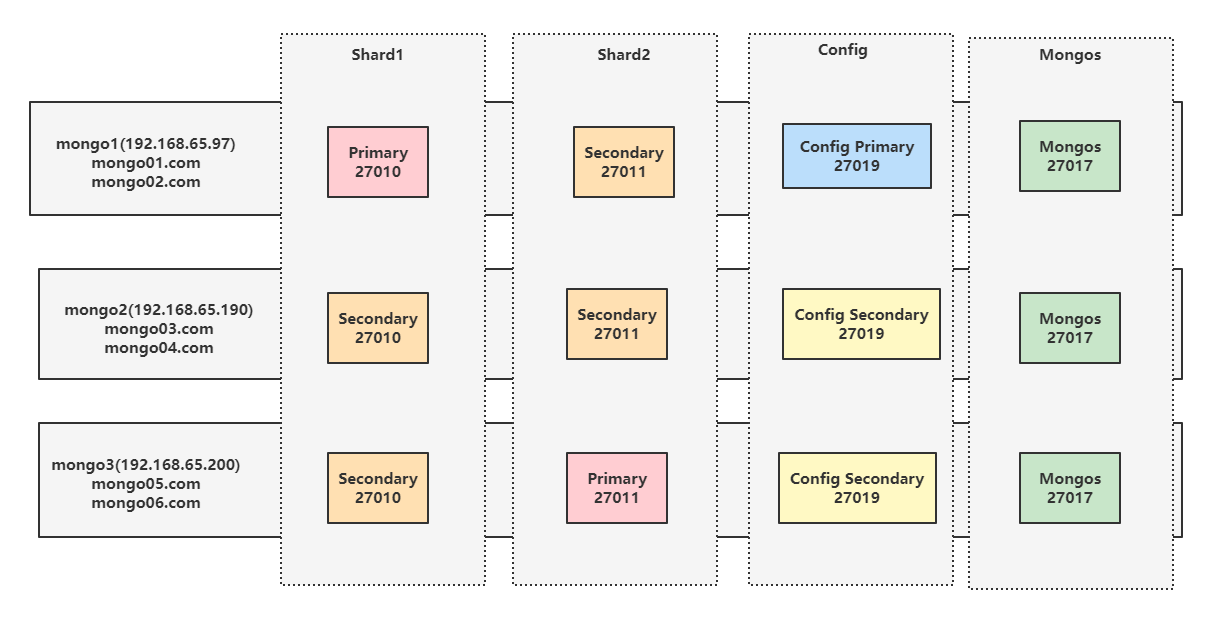 Shard1
Shard2
Config
Mongos
mongo1(192.168.65.97)
mongo01.com
mongo02.com
Primary
27010
Secondary
27011
Config Primary
27019
Mongos
27017
mongo2(192.168.65.190)
mongo03.com
mongo04.com
Secondary
27010
Secondary
27011
Config Secondary
27019
Mongos
27017
mongo3(192.168.65.200)
mongo05.com
mongo06.com
Secondary
27010
Primary
27011
Config Secondary
27019
Mongos
27017